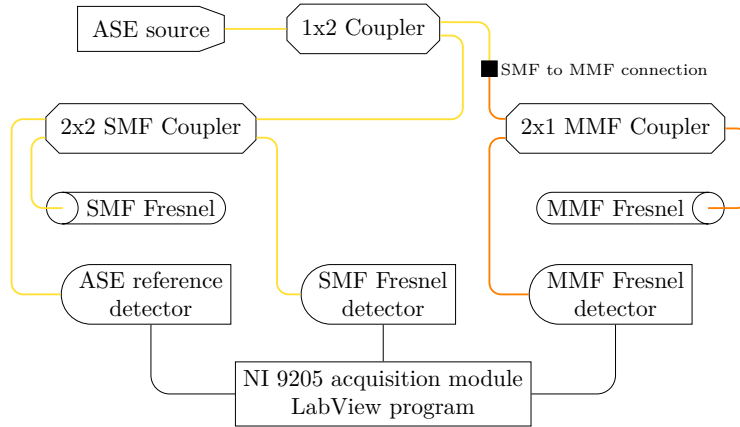 ASE source
1x2 Coupler
SMF to MMF connection
2x2 SMF Coupler
2x1 MMF Coupler
SMF Fresnel
MMF Fresnel
ASE reference
detector
SMF Fresnel
detector
MMF Fresnel
detector
NI 9205 acquisition module
LabView program